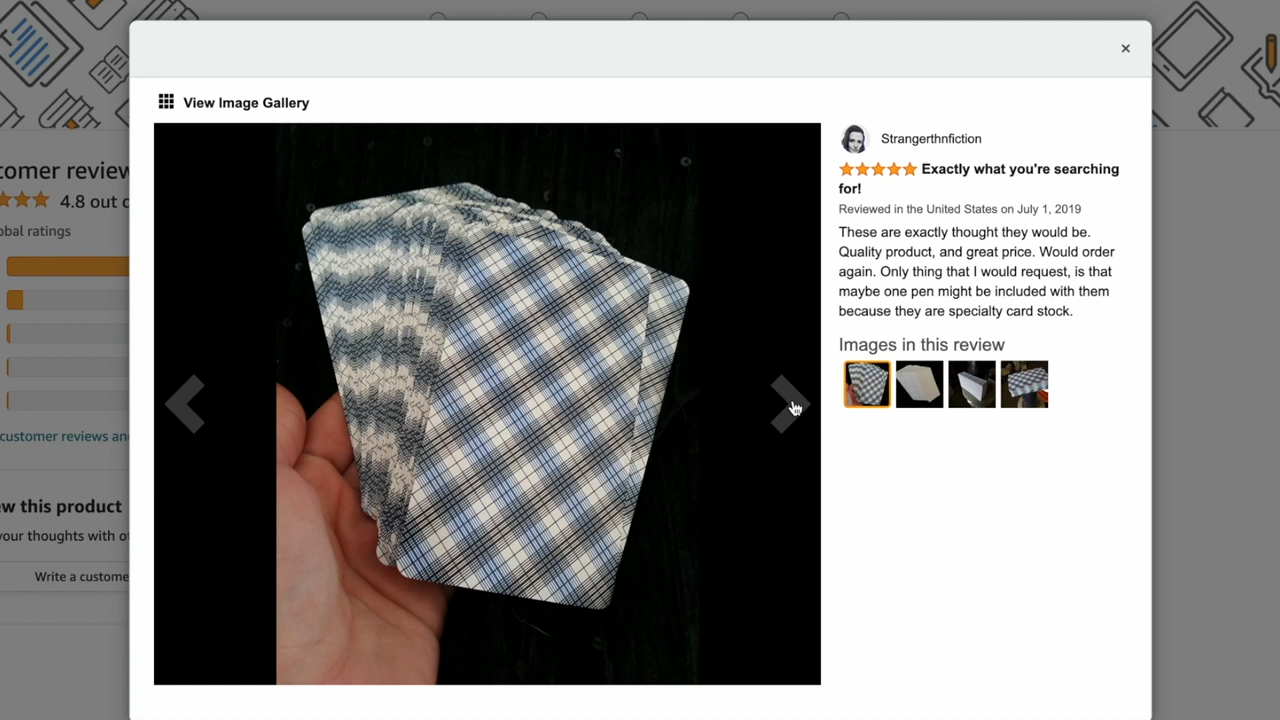 ×
View Image Gallery
Strangerthnfiction
Exactly what you're searching
for!
Reviewed in the United States on July 1, 2019
These are exactly thought they would be.
Quality product, and great price. Would order
again. Only thing that I would request, is that
maybe one pen might be included with them
because they are specialty card stock.
Images in this review
tomer review
4.8 out o
obal ratings
customer reviews an
ew this product
your thoughts with ot
Write a custome